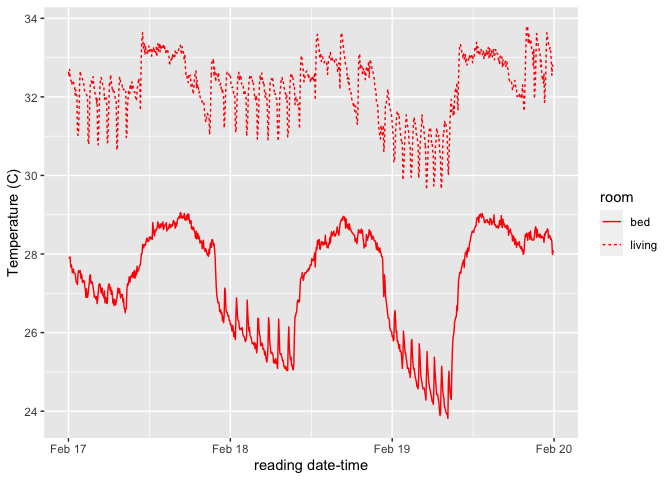 34
32
30
28
26
24
Temperature (C)
Feb 17
Feb 18
Feb 19
Feb 20
reading date-time
room
bed
living